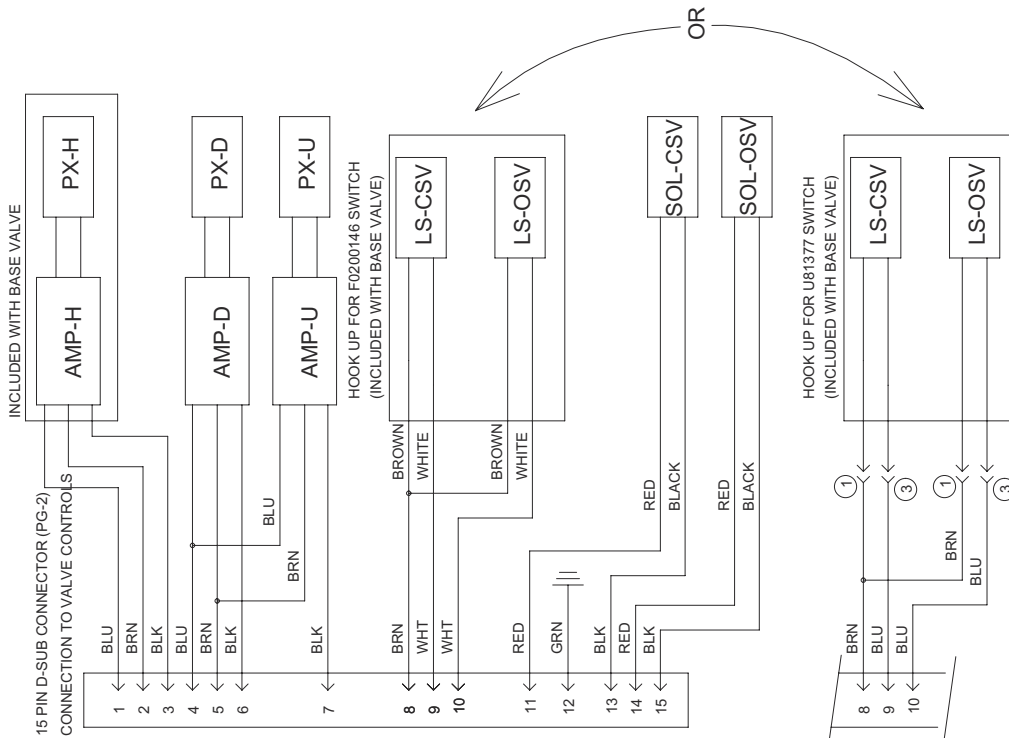 15 PIN D-SUB CONNECTOR (PG-2)
CONNECTION TO VALVE CONTROLS
INCLUDED WITH BASE VALVE
AMP-H
PX-H
AMP-D
PX-D
AMP-U
PX-U
BLU
BRN
HOOK UP FOR F0200146 SWITCH
(INCLUDED WITH BASE VALVE)
LS-CSV
LS-OSV
BROWN
WHITE
BROWN
WHITE
SOL-CSV
SOL-OSV
RED
BLACK
RED
BLACK
1 BLU
2 BRN
3 BLK
4 BLU
5 BRN
6 BLK
7 BLK
8 BRN
9 WHT
10 WHT
11 RED
12 GRN
13 BLK
14 RED
15 BLK
OR
HOOK UP FOR U81377 SWITCH
(INCLUDED WITH BASE VALVE)
LS-CSV
LS-OSV
1
3
1
3
BRN
BLU
8 BRN
9 BLU
10 BLU